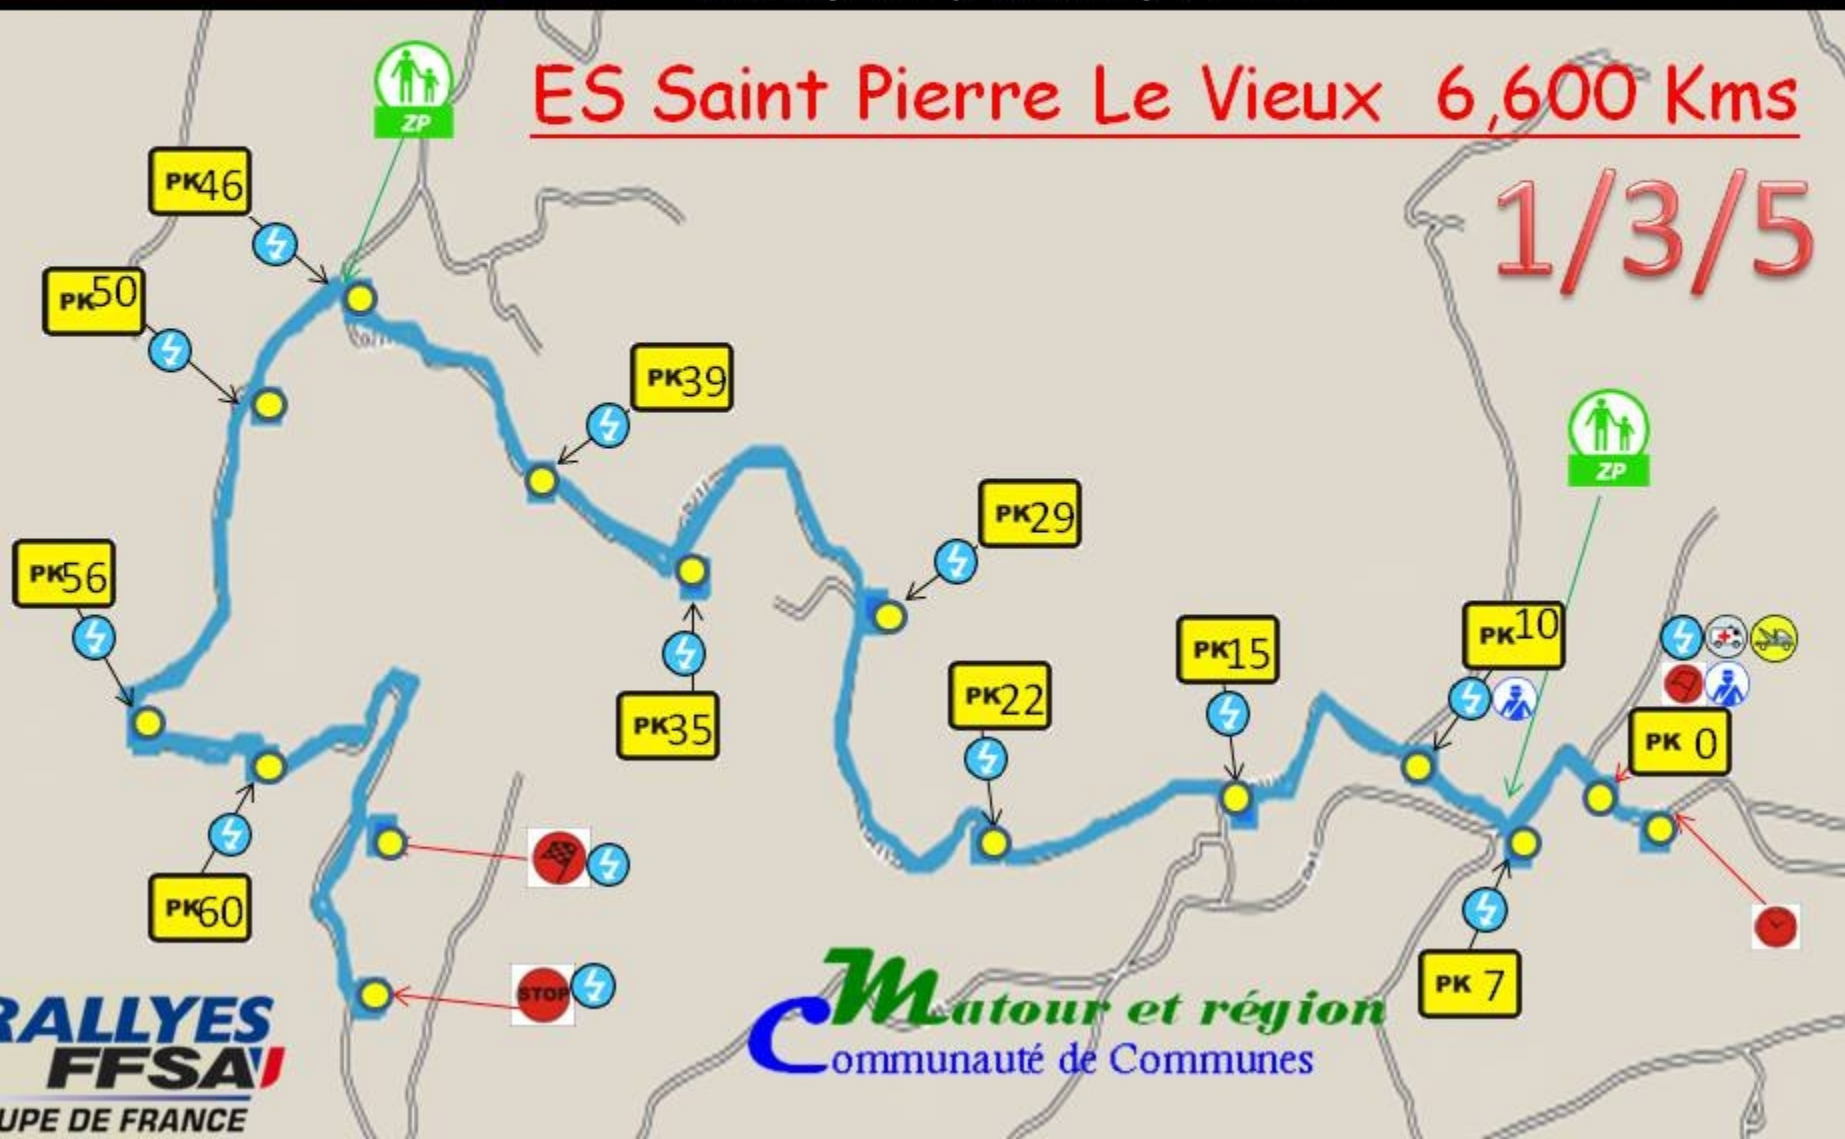 ES Saint Pierre Le Vieux 6,600 Kms
1/3/5
ZP
PK46
PK50
PK39
ZP
PK29
PK56
PK10
PK15
PK22
PK35
PK 0
PK60
STOP
PK 7
Matour et région
Communauté de Communes
RALLYES
FFSA
UPE DE FRANCE